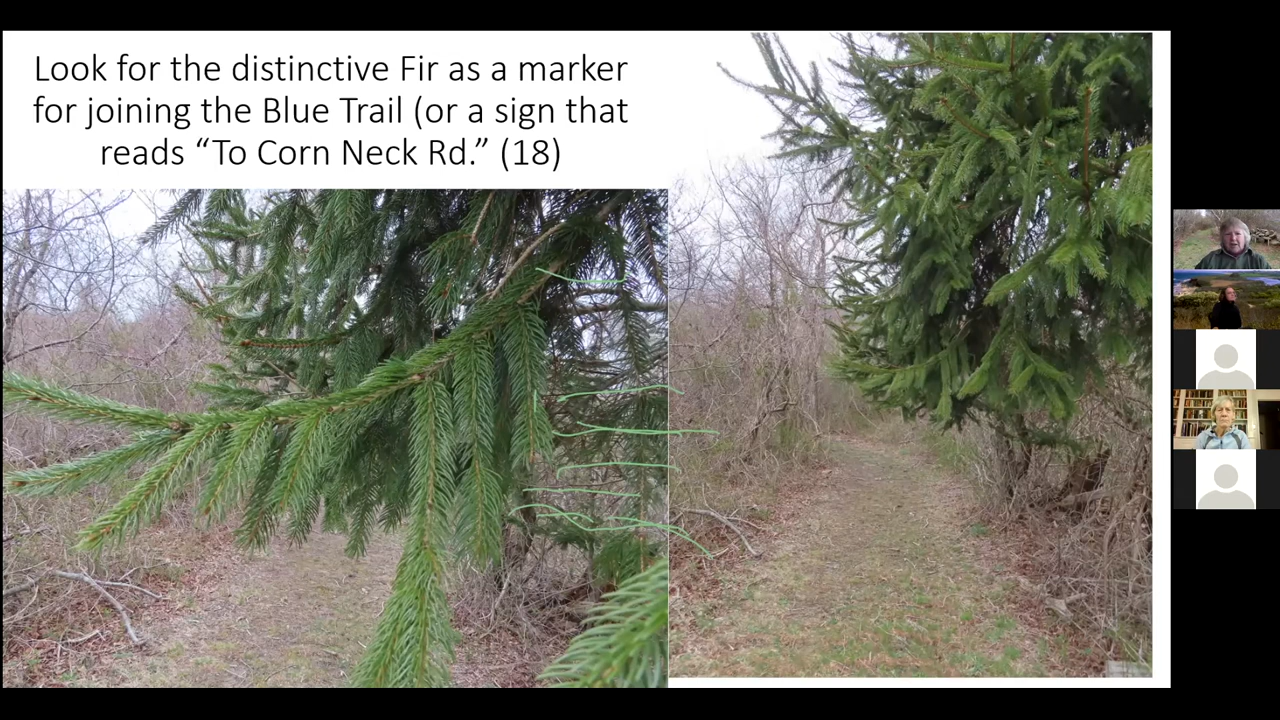 Look for the distinctive Fir as a marker
for joining the Blue Trail (or a sign that
reads “To Corn Neck Rd.” (18)